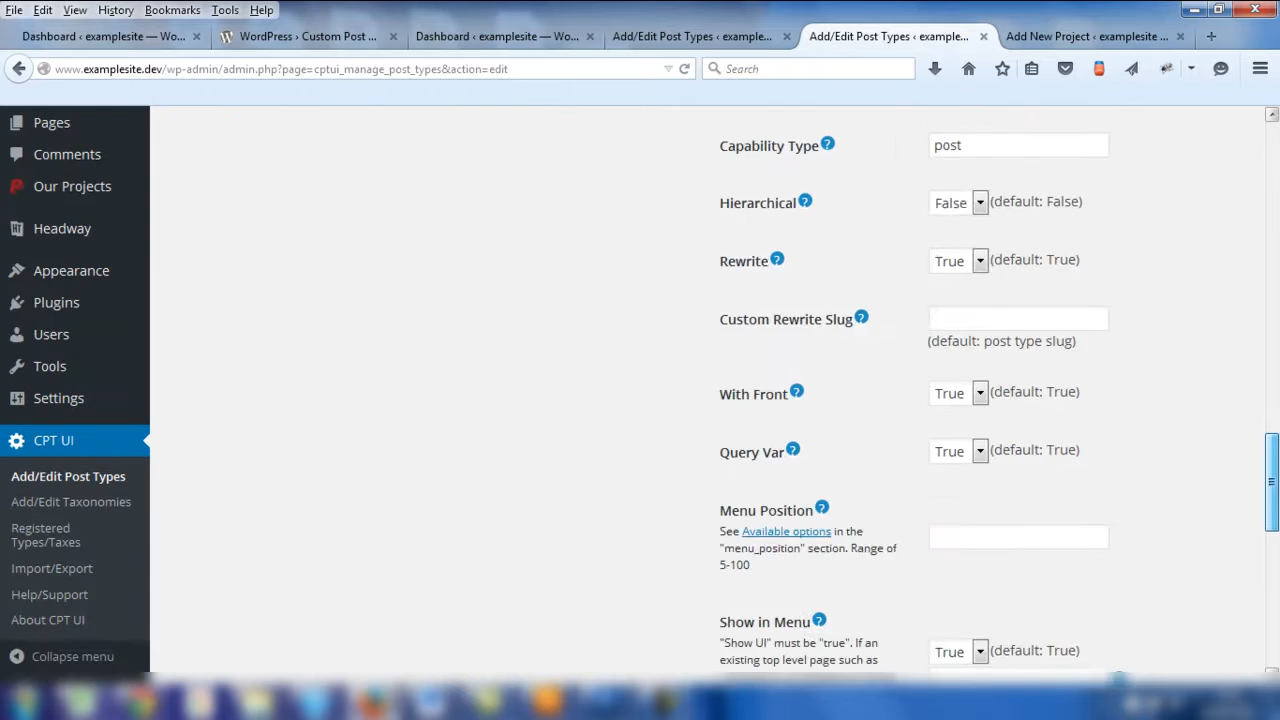 File Edit View History Bookmarks Tools Help
Dashboard ‹ examplesite — Wo... × WordPress › Custom Post ... × Dashboard ‹ examplesite — Wo... × Add/Edit Post Types ‹ example... × Add/Edit Post Types ‹ example... × Add New Project ‹ examplesite ... ×
www.examplesite.dev/wp-admin/admin.php?page=cptui_manage_post_types&action=edit Search
Pages
Comments
Our Projects
Headway
Appearance
Plugins
Users
Tools
Settings
CPT UI
Add/Edit Post Types
Add/Edit Taxonomies
Registered
Types/Taxes
Import/Export
Help/Support
About CPT UI
Collapse menu
Capability Type ? post
Hierarchical ? False (default: False)
Rewrite ? True (default: True)
Custom Rewrite Slug ?
(default: post type slug)
With Front ? True (default: True)
Query Var ? True (default: True)
Menu Position ?
See Available options in the
"menu_position" section. Range of
5-100
Show in Menu ?
"Show UI" must be "true". If an
existing top level page such as
True (default: True)